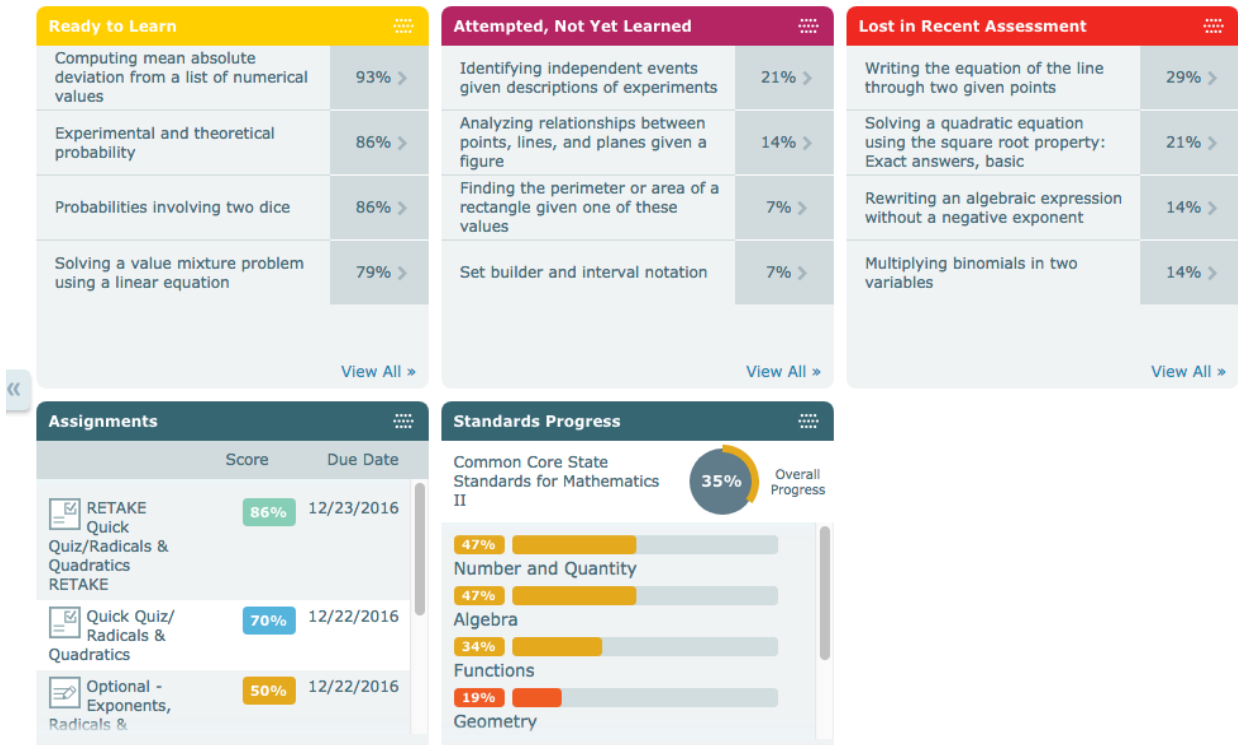 Ready to Learn
Computing mean absolute
deviation from a list of numerical
values
93%
Experimental and theoretical
probability
86%
Probabilities involving two dice
86%
Solving a value mixture problem
using a linear equation
79%
View All »
Attempted, Not Yet Learned
Identifying independent events
given descriptions of experiments
21%
Analyzing relationships between
points, lines, and planes given a
figure
14%
Finding the perimeter or area of a
rectangle given one of these
values
7%
Set builder and interval notation
7%
View All »
Lost in Recent Assessment
Writing the equation of the line
through two given points
29%
Solving a quadratic equation
using the square root property:
Exact answers, basic
21%
Rewriting an algebraic expression
without a negative exponent
14%
Multiplying binomials in two
variables
14%
View All »
«
Assignments
Score Due Date
RETAKE 86% 12/23/2016
Quick
Quiz/Radicals &
Quadratics
RETAKE
Quick Quiz/ 70% 12/22/2016
Radicals &
Quadratics
Optional - 50% 12/22/2016
Exponents,
Radicals &
Standards Progress
Common Core State
Standards for Mathematics
II
35%
Overall
Progress
47%
Number and Quantity
47%
Algebra
34%
Functions
19%
Geometry